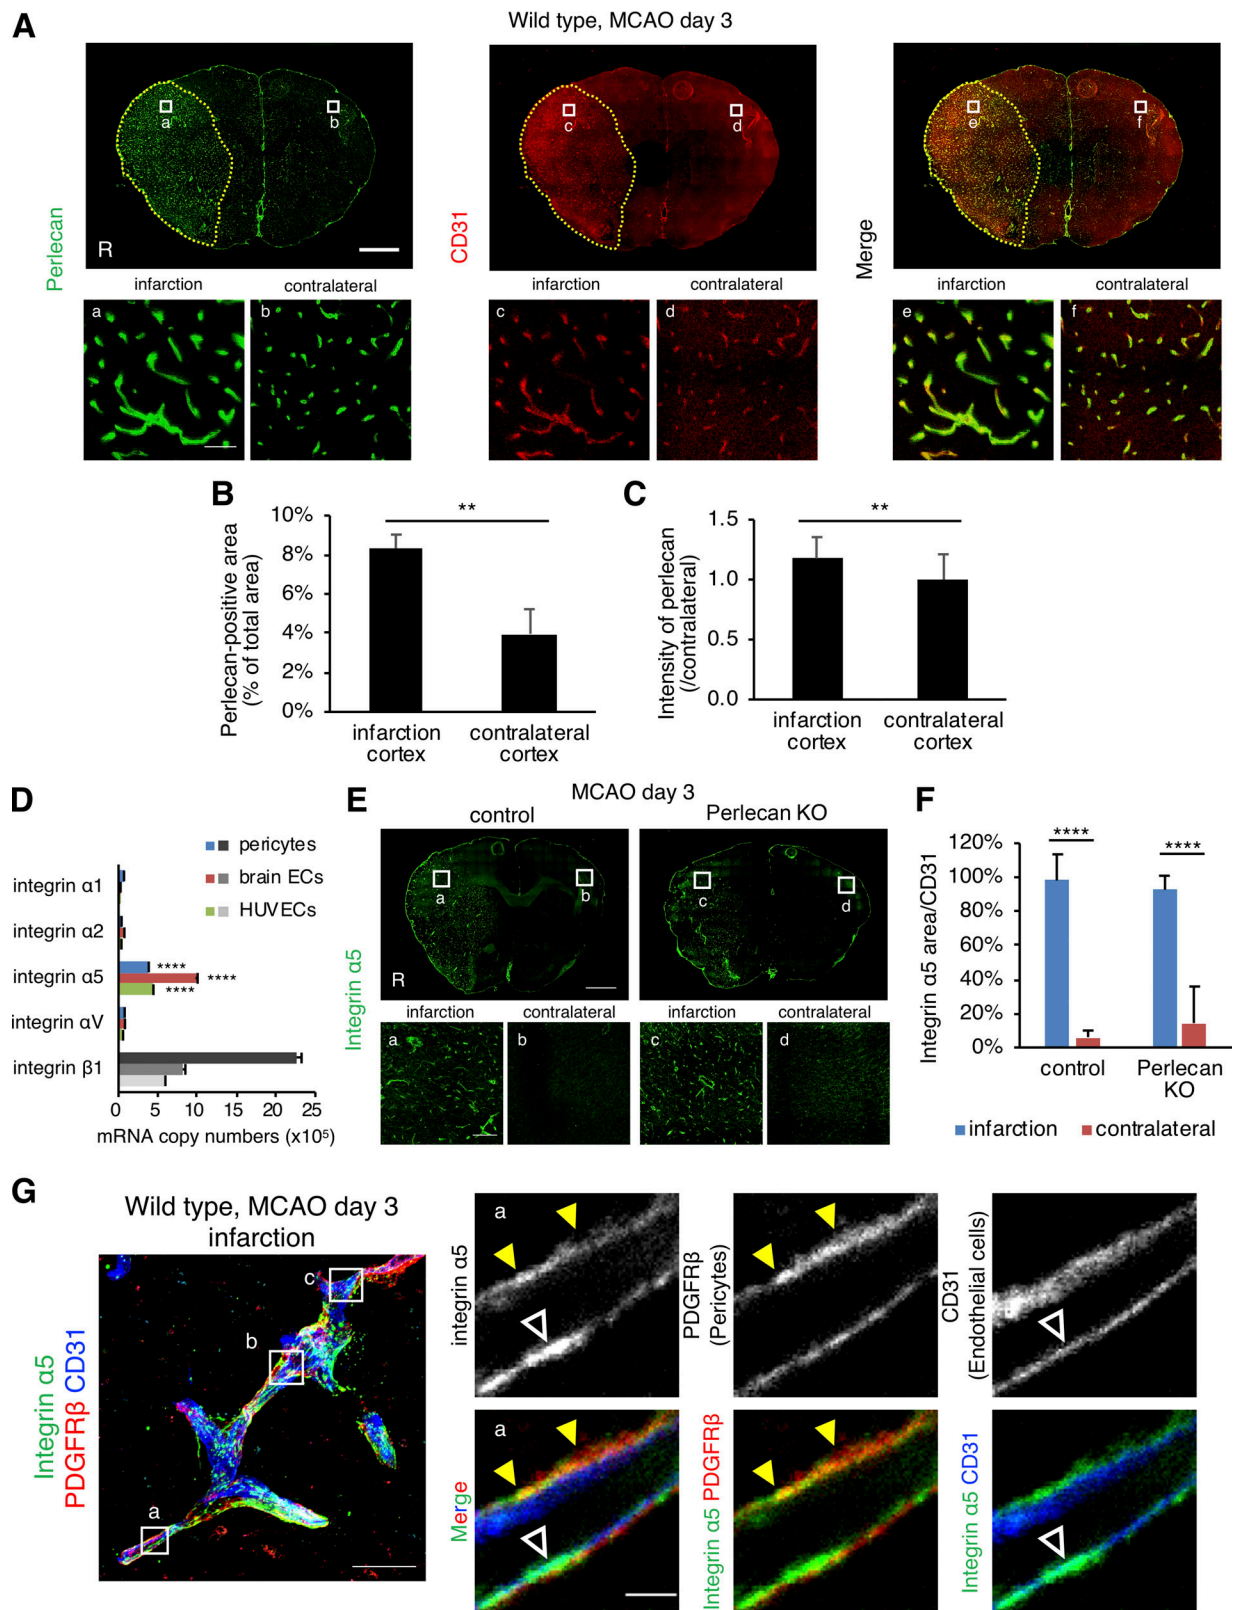 A
Wild type, MCAO day 3
Perlecan
a
b
R
CD31
c
d
Merge
e
f
infarction
contralateral
infarction
contralateral
infarction
contralateral
a
b
c
d
e
f
B
Perlecan-positive area
(% of total area)
10%
8%
6%
4%
2%
0%
**
infarction
cortex
contralateral
cortex
C
Intensity of perlecan
(/contralateral)
1.5
1.0
0.5
0.0
**
infarction
cortex
contralateral
cortex
D
pericytes
brain ECs
HUVECs
integrin α1
integrin α2
integrin α5
****
****
****
integrin αV
integrin β1
0
5
10
15
20
25
mRNA copy numbers (x10⁵)
E
MCAO day 3
control
Perlecan KO
Integrin α5
a
b
R
c
d
infarction
contralateral
infarction
contralateral
a
b
c
d
F
Integrin α5 area/CD31
120%
100%
80%
60%
40%
20%
0%
****
****
control
Perlecan
KO
infarction
contralateral
G
Wild type, MCAO day 3
infarction
Integrin α5
PDGFRβ CD31
c
b
a
integrin α5
a
PDGFRβ
(Pericytes)
CD31
(Endothelial cells)
Merge
a
Integrin α5 PDGFRβ
Integrin α5 CD31